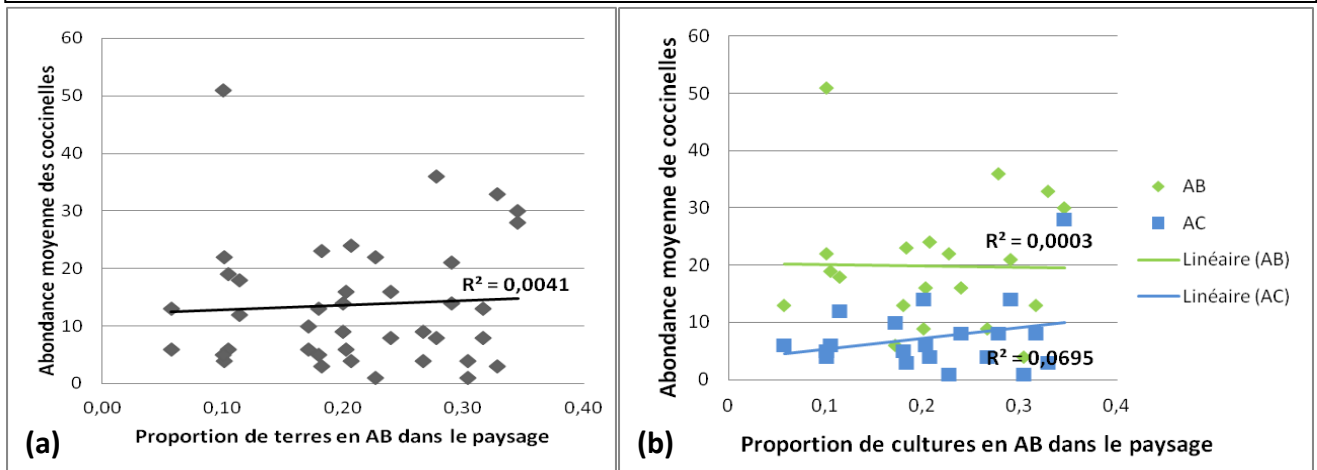 60
50
40
30
20
10
0
Abondance moyenne des coccinelles
R² = 0,0041
0,00 0,10 0,20 0,30 0,40
(a) Proportion de terres en AB dans le paysage
60
50
40
30
20
10
0
Abondance moyenne de coccinelles
R² = 0,0003
R² = 0,0695
0 0,1 0,2 0,3 0,4
(b) Proportion de cultures en AB dans le paysage
AB
AC
Linéaire (AB)
Linéaire (AC)